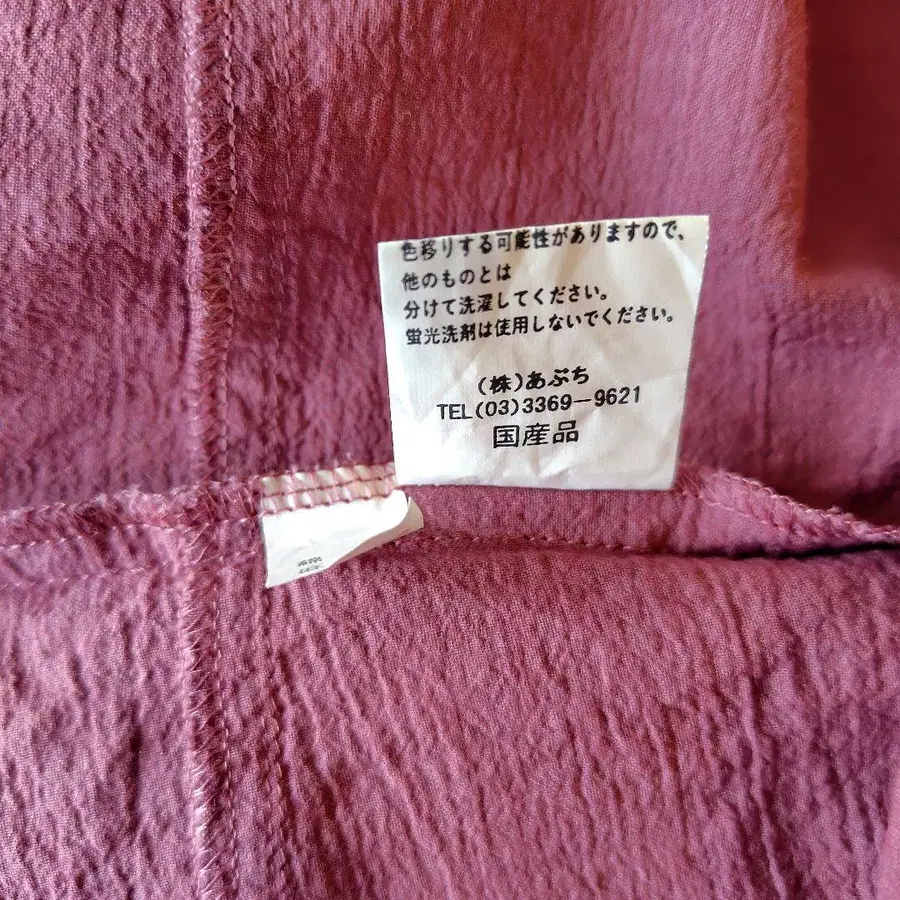 色移りする可能性がありますので、
他のものとは
分けて洗濯してください。
蛍光洗剤は使用しないでください。
(株)あぶち
TEL(03)3369-9621
国産品